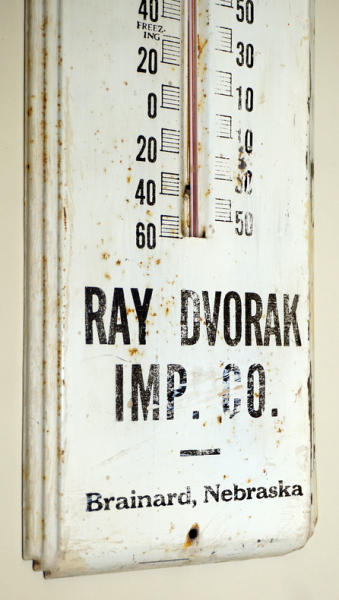 40 50
FREEZ-
ING
20 30
0 10
20 10
40 30
60 50
RAY DVORAK
IMP. CO.
Brainard, Nebraska